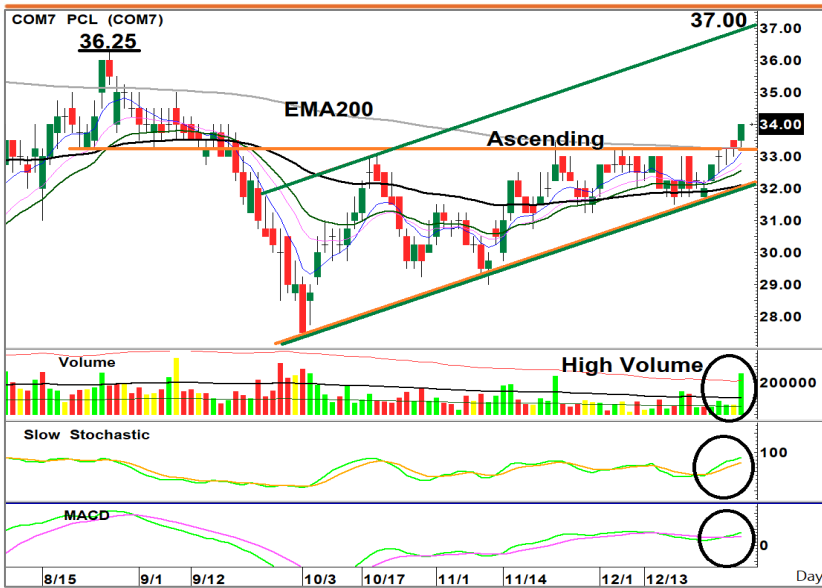 COM7 PCL (COM7)
37.00
36.25
EMA200
Ascending
37.00
36.00
35.00
34.00
33.00
32.00
31.00
30.00
29.00
28.00
Volume
High Volume
200000
Slow Stochastic
100
MACD
0
8/15 9/1 9/12 10/3 10/17 11/1 11/14 12/1 12/13 Day